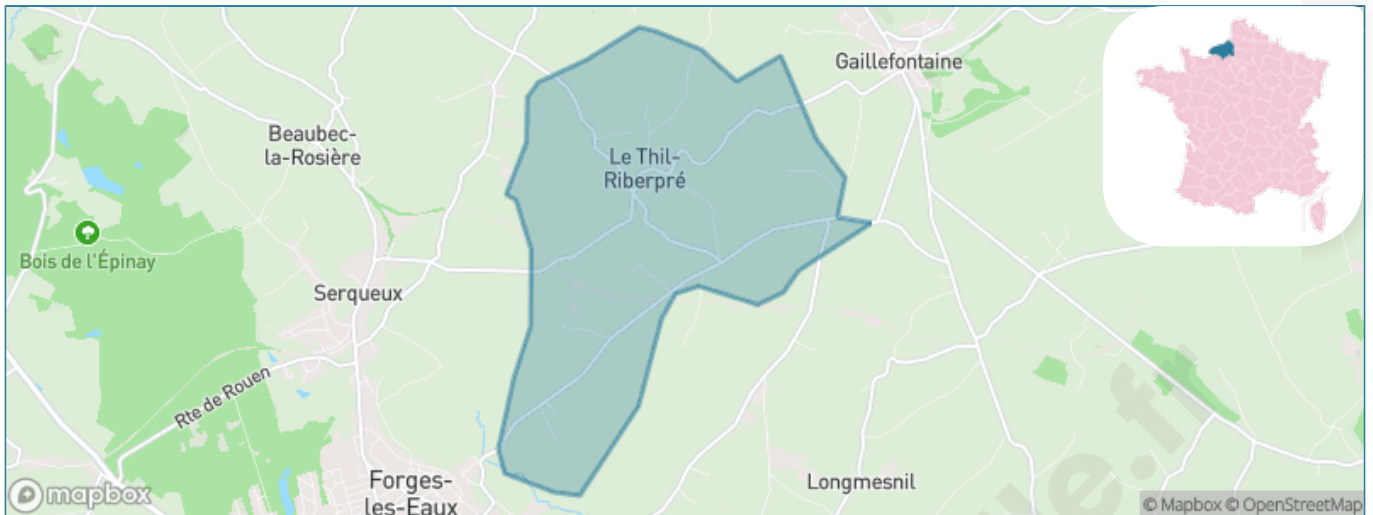 Gaillefontaine
Beaubec-
la-Rosière
Le Thil-
Riberpré
Bois de l'Épinay
Serqueux
Rte de Rouen
Forges-
les-Eaux
Longmesnil
mapbox
© Mapbox © OpenStreetMap